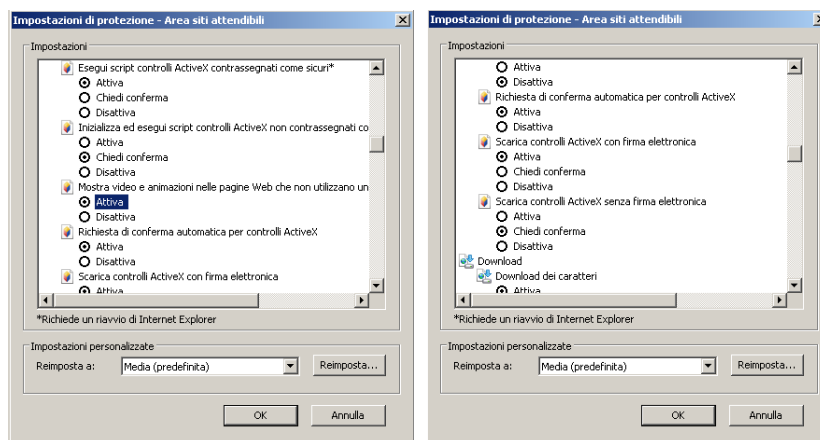 Impostazioni di protezione - Area siti attendibili
Impostazioni
Esegui script controlli ActiveX contrassegnati come sicuri*
Attiva
Chiedi conferma
Disattiva
Inizializza ed esegui script controlli ActiveX non contrassegnati co
Attiva
Chiedi conferma
Disattiva
Mostra video e animazioni nelle pagine Web che non utilizzano un
Attiva
Disattiva
Richiesta di conferma automatica per controlli ActiveX
Attiva
Disattiva
Scarica controlli ActiveX con firma elettronica
Attiva
*Richiede un riavvio di Internet Explorer
Impostazioni personalizzate
Reimposta a:
Media (predefinita)
Reimposta...
OK
Annulla
Impostazioni di protezione - Area siti attendibili
Impostazioni
Attiva
Disattiva
Richiesta di conferma automatica per controlli ActiveX
Attiva
Disattiva
Scarica controlli ActiveX con firma elettronica
Attiva
Chiedi conferma
Disattiva
Scarica controlli ActiveX senza firma elettronica
Attiva
Chiedi conferma
Disattiva
Download
Download dei caratteri
Attiva
*Richiede un riavvio di Internet Explorer
Impostazioni personalizzate
Reimposta a:
Media (predefinita)
Reimposta...
OK
Annulla